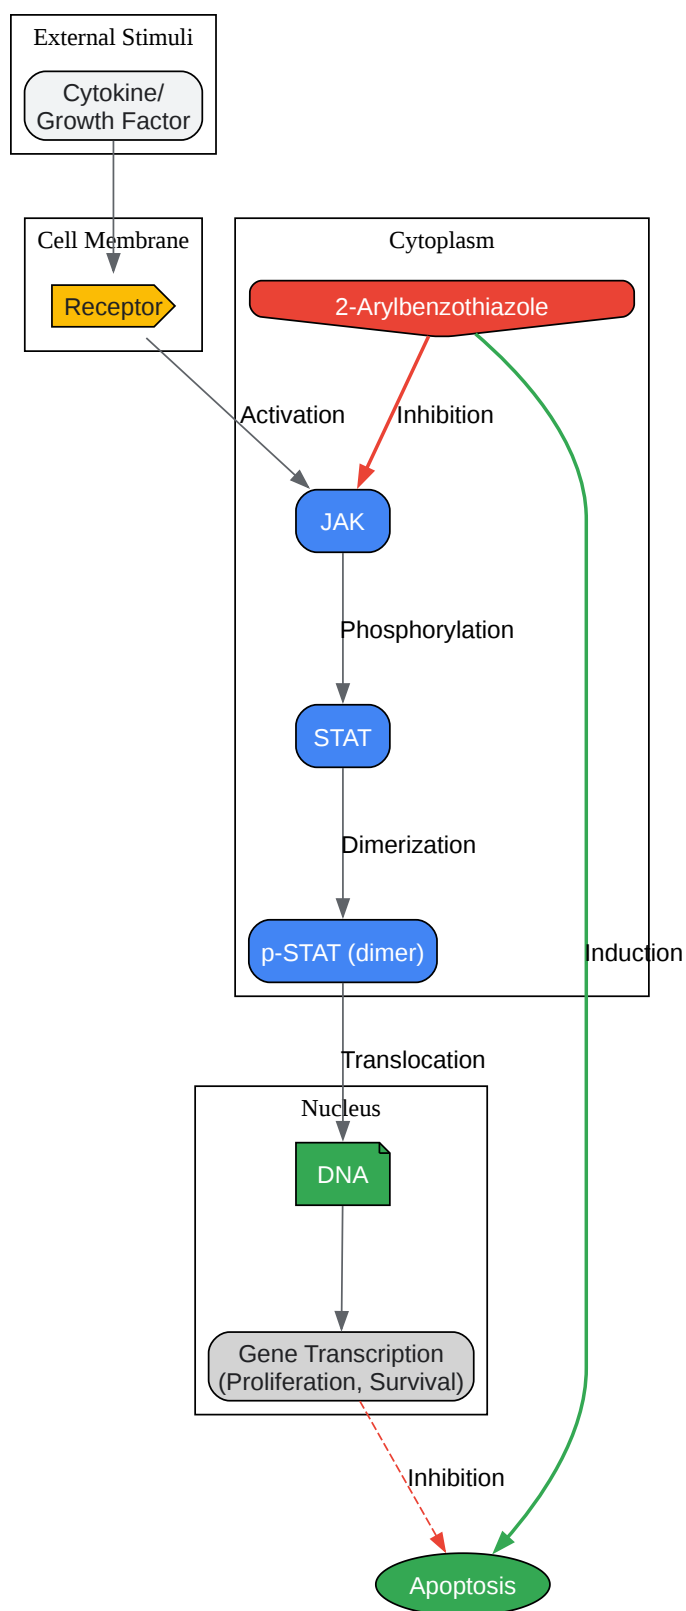 External Stimuli
Cytokine/
Growth Factor
Cell Membrane
Receptor
Cytoplasm
2-Arylbenzothiazole
Activation
Inhibition
JAK
Phosphorylation
STAT
Dimerization
p-STAT (dimer)
Induction
Translocation
Nucleus
DNA
Gene Transcription
(Proliferation, Survival)
Inhibition
Apoptosis